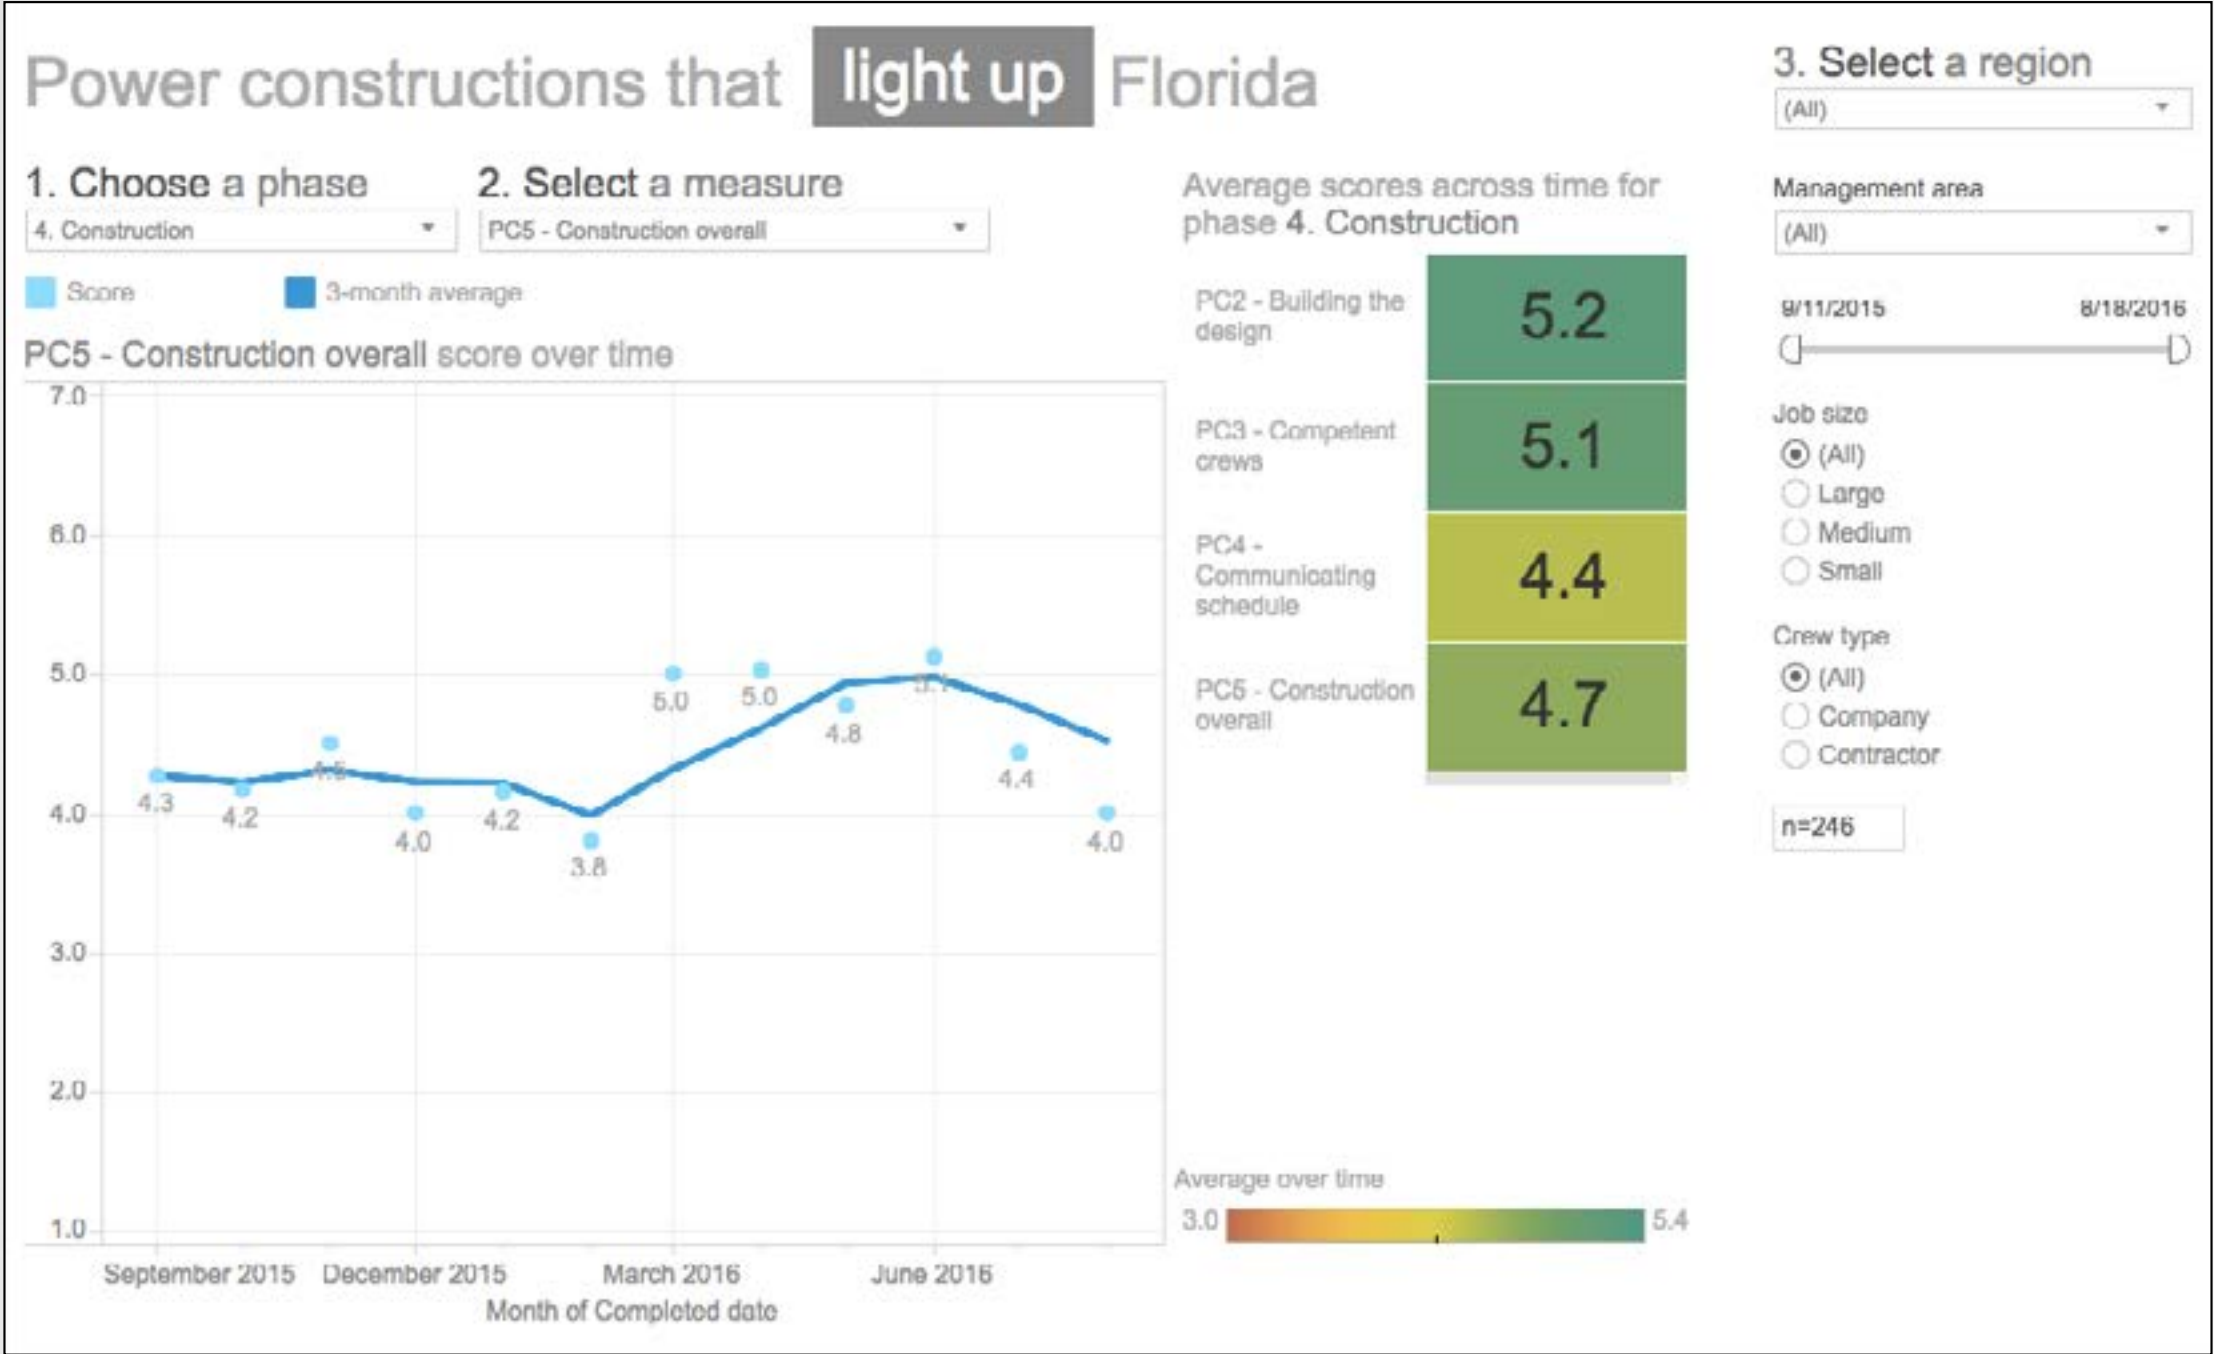 Power constructions that light up Florida
1. Choose a phase
4. Construction
2. Select a measure
PC5 - Construction overall
Score
3-month average
PC5 - Construction overall score over time
7.0
6.0
5.0
4.0
3.0
2.0
1.0
4.3
4.2
4.5
4.0
4.2
3.8
5.0
5.0
4.8
5.1
4.4
4.0
September 2015
December 2015
March 2016
June 2016
Month of Completed date
Average scores across time for
phase 4. Construction
PC2 - Building the
design
5.2
PC3 - Competent
crews
5.1
PC4 -
Communicating
schedule
4.4
PC5 - Construction
overall
4.7
Average over time
3.0
5.4
3. Select a region
(All)
Management area
(All)
9/11/2015
8/18/2016
Job size
(All)
Large
Medium
Small
Crew type
(All)
Company
Contractor
n=246